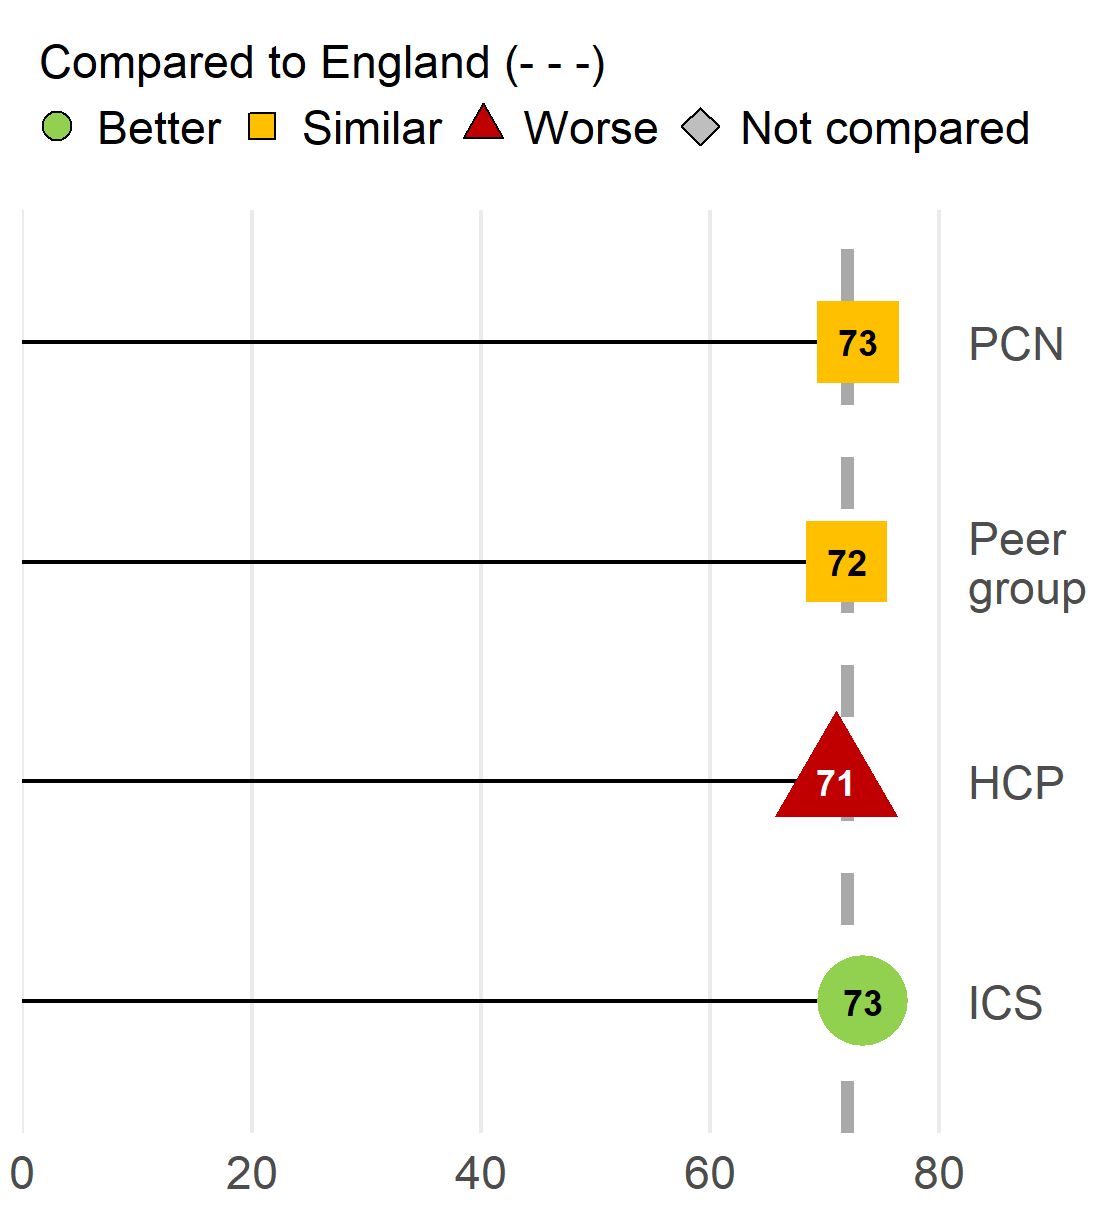 Compared to England (- - -)
Better Similar Worse Not compared
73 PCN
Peer
72
group
71 HCP
73 ICS
0 20 40 60 80